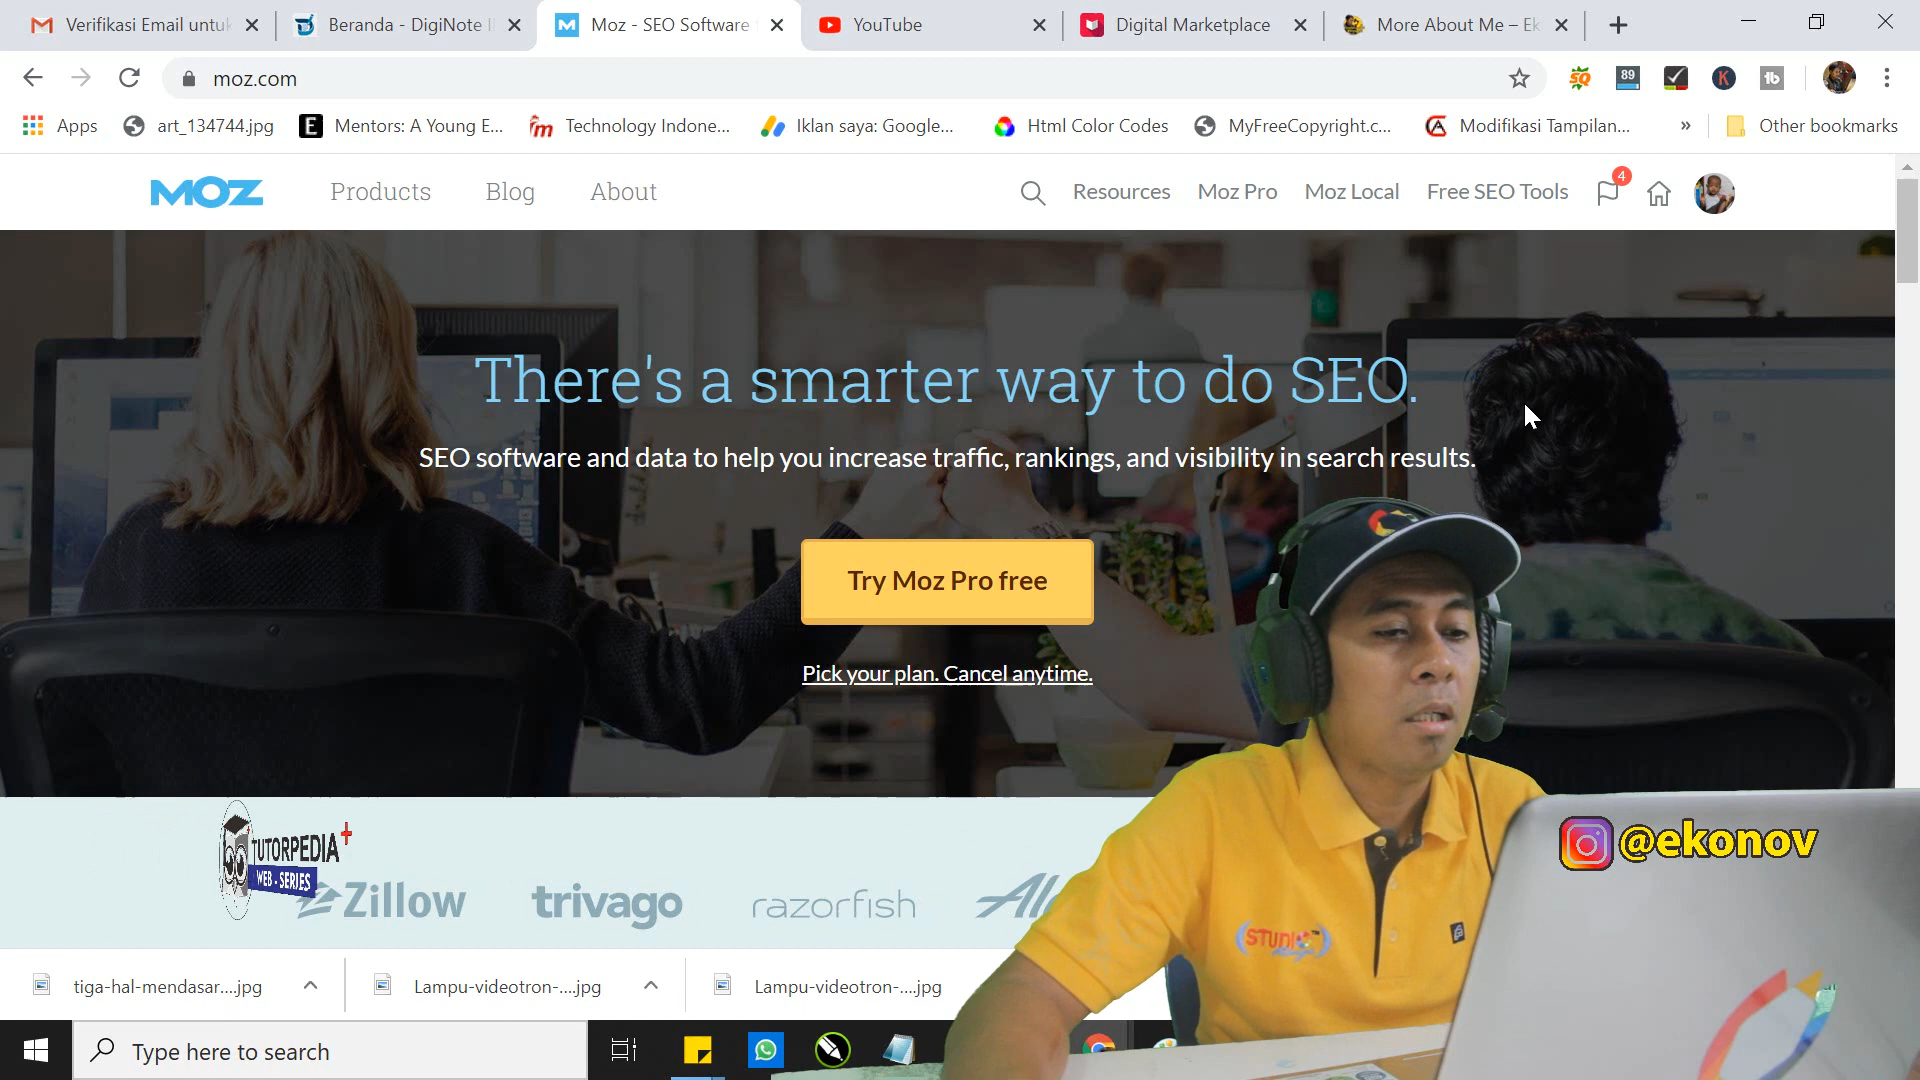 Verifikasi Email untuk
Beranda - DigiNote I
Moz - SEO Software
YouTube
Digital Marketplace
More About Me – Ek
moz.com
89
Apps
art_134744.jpg
Mentors: A Young E...
Technology Indone...
Iklan saya: Google...
Html Color Codes
MyFreeCopyright.c...
Modifikasi Tampilan...
»
Other bookmarks
MOZ
Products
Blog
About
Resources
Moz Pro
Moz Local
Free SEO Tools
4
There's a smarter way to do SEO.
SEO software and data to help you increase traffic, rankings, and visibility in search results.
Try Moz Pro free
Pick your plan. Cancel anytime.
TUTORPEDIA+
WEB - SERIES
Zillow
trivago
razorfish
@ekonov
STUDIO
tiga-hal-mendasar....jpg
Lampu-videotron-....jpg
Lampu-videotron-....jpg
Type here to search